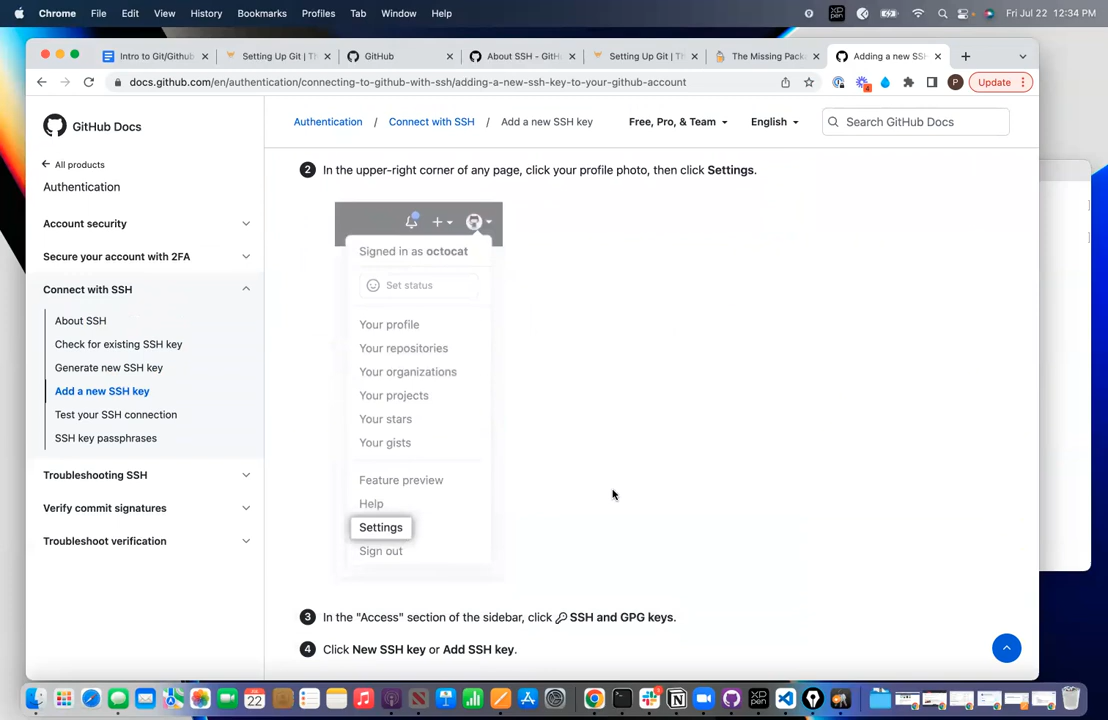 Chrome File Edit View History Bookmarks Profiles Tab Window Help Fri Jul 22 12:34 PM
Intro to Git/Github
Setting Up Git | Th
GitHub
About SSH - GitH
Setting Up Git | Th
The Missing Pack
Adding a new SSH
docs.github.com/en/authentication/connecting-to-github-with-ssh/adding-a-new-ssh-key-to-your-github-account
4
P
Update
GitHub Docs
Authentication / Connect with SSH / Add a new SSH key
Free, Pro, & Team
English
Search GitHub Docs
All products
Authentication
Account security
Secure your account with 2FA
Connect with SSH
About SSH
Check for existing SSH key
Generate new SSH key
Add a new SSH key
Test your SSH connection
SSH key passphrases
Troubleshooting SSH
Verify commit signatures
Troubleshoot verification
2 In the upper-right corner of any page, click your profile photo, then click Settings.
Signed in as octocat
Set status
Your profile
Your repositories
Your organizations
Your projects
Your stars
Your gists
Feature preview
Help
Settings
Sign out
3 In the "Access" section of the sidebar, click SSH and GPG keys.
4 Click New SSH key or Add SSH key.
JUL
22